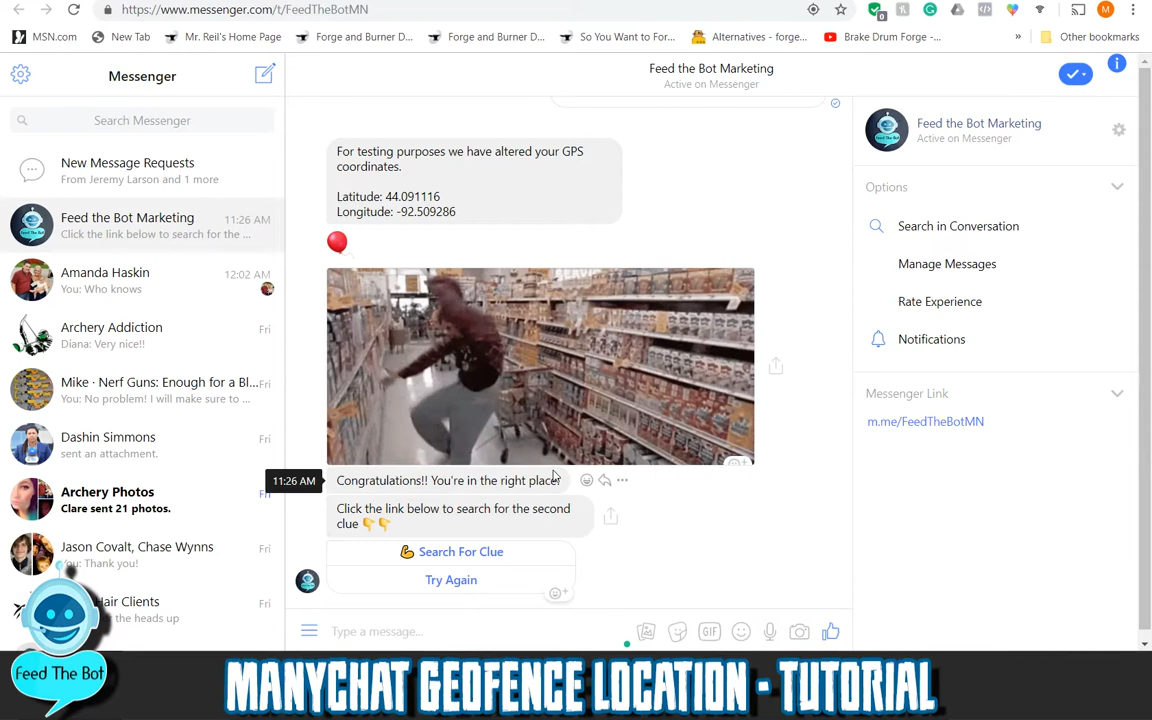 https://www.messenger.com/t/FeedTheBotMN
MSN.com
New Tab
Mr. Reil's Home Page
Forge and Burner D...
Forge and Burner D...
So You Want to For...
Alternatives - forge...
Brake Drum Forge -...
»
Other bookmarks
Messenger
Search Messenger
New Message Requests
From Jeremy Larson and 1 more
Feed the Bot Marketing
11:26 AM
Click the link below to search for the ...
Amanda Haskin
12:02 AM
You: Who knows
Archery Addiction
Fri
Diana: Very nice!!
Mike · Nerf Guns: Enough for a Bl...
Fri
You: No problem! I will make sure to ...
Dashin Simmons
Fri
sent an attachment.
Archery Photos
Fri
Clare sent 21 photos.
Jason Covalt, Chase Wynns
Fri
You: Thank you!
Hair Clients
Fri
or the heads up
Feed the Bot Marketing
Active on Messenger
For testing purposes we have altered your GPS
coordinates.
Latitude: 44.091116
Longitude: -92.509286
11:26 AM
Congratulations!! You're in the right place!
Click the link below to search for the second
clue 👇👇
💪 Search For Clue
Try Again
Type a message...
GIF
Feed the Bot Marketing
Active on Messenger
Options
Search in Conversation
Manage Messages
Rate Experience
Notifications
Messenger Link
m.me/FeedTheBotMN
Feed The Bot
MANYCHAT GEOFENCE LOCATION - TUTORIAL